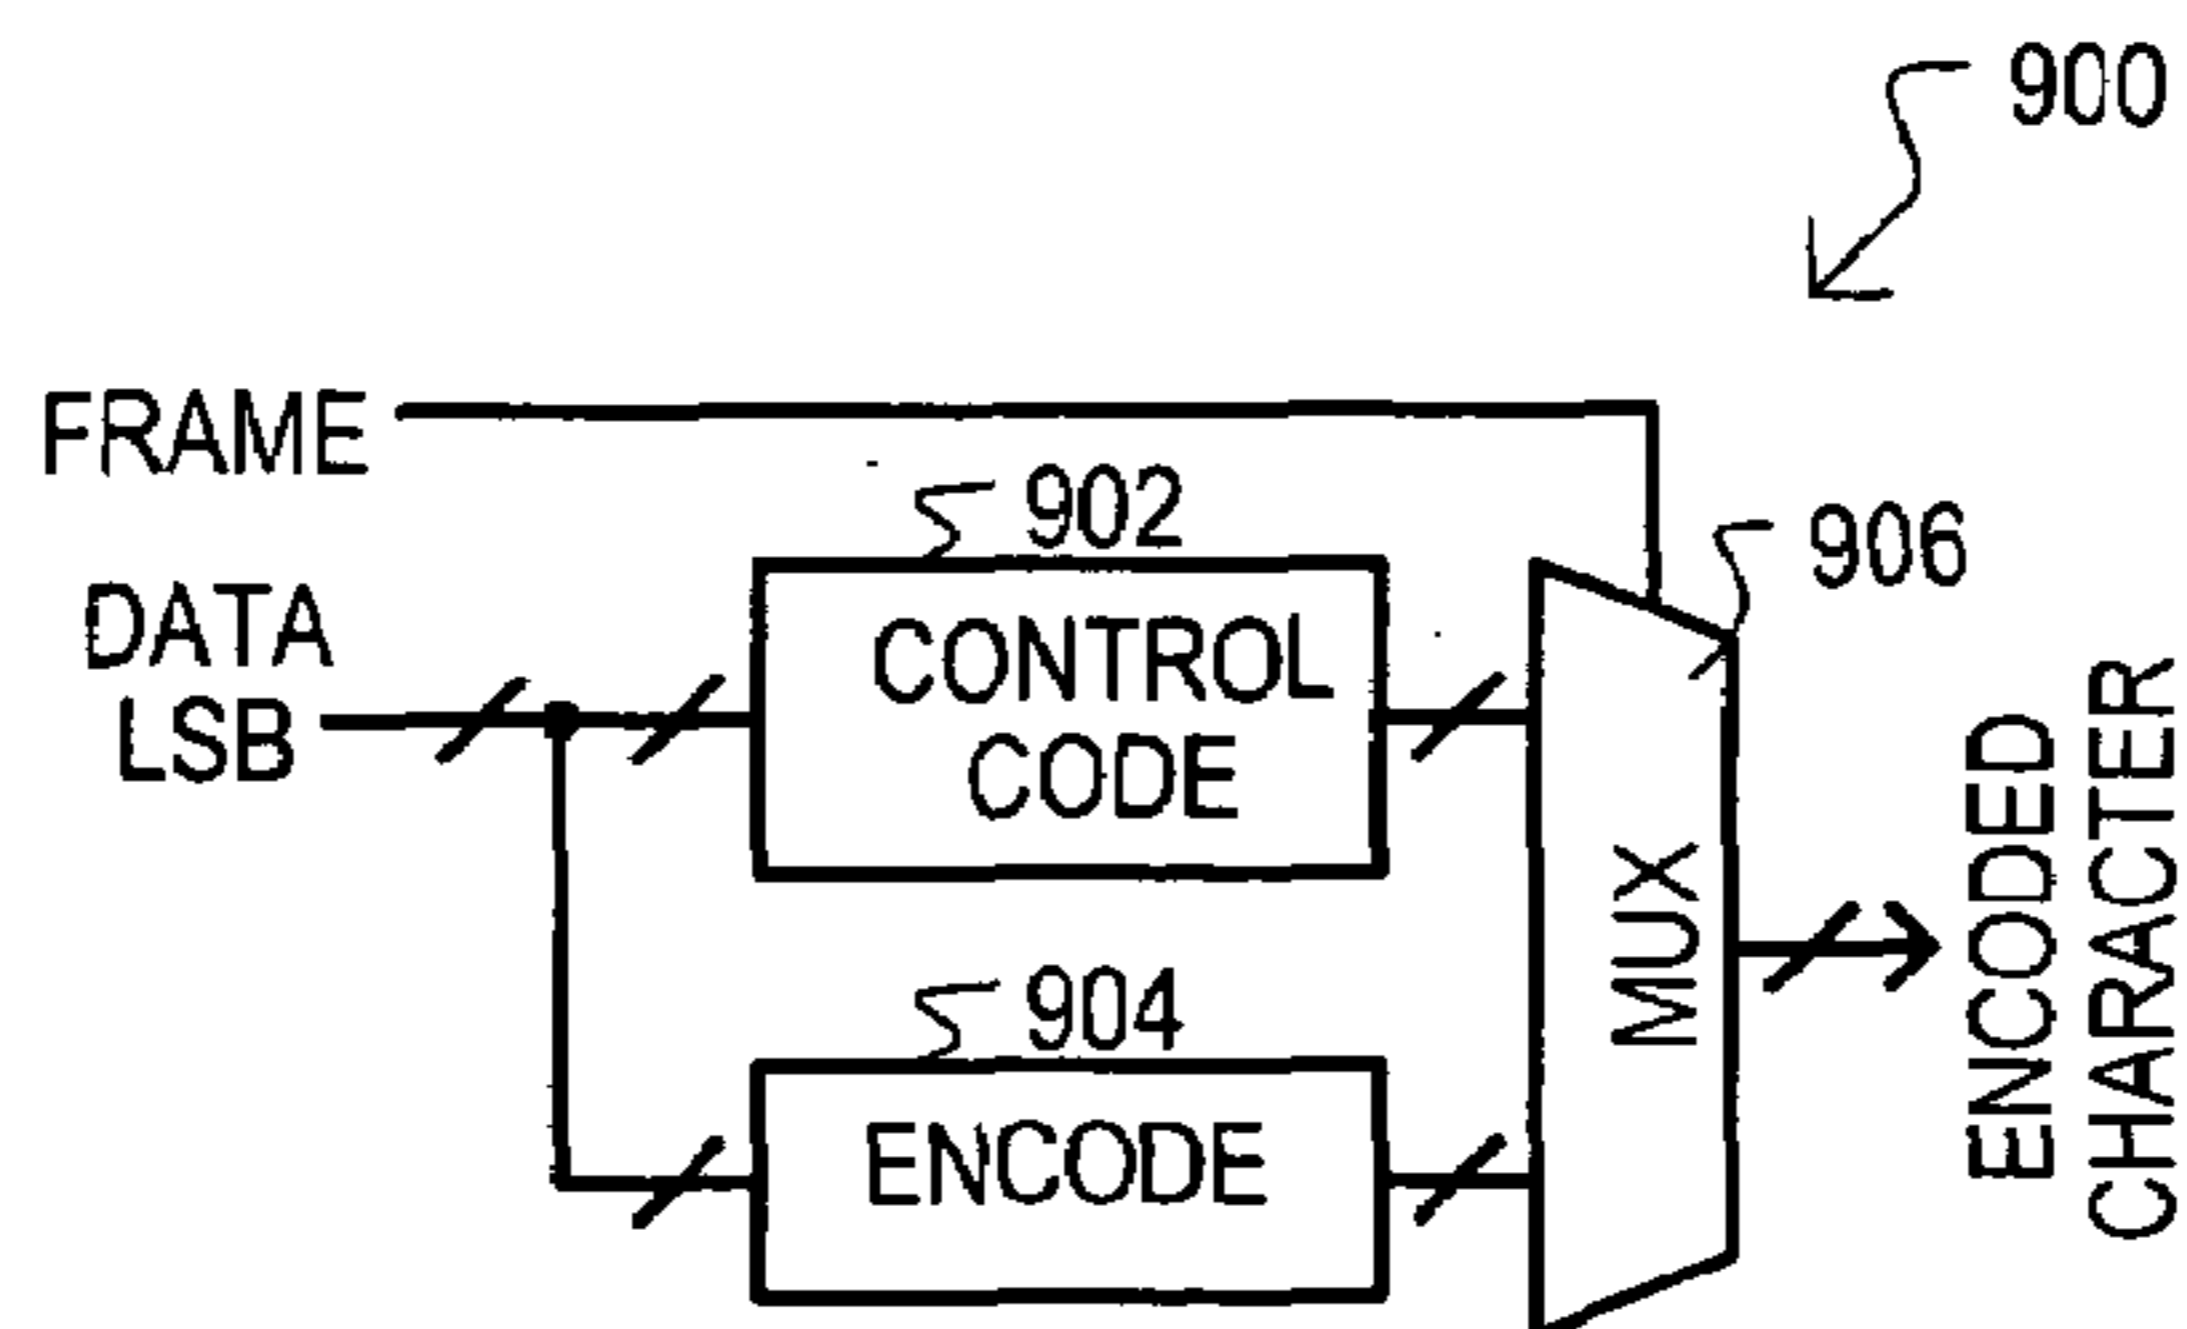 900
FRAME
902
906
DATA
LSB
CONTROL
CODE
MUX
ENCODED
CHARACTER
904
ENCODE